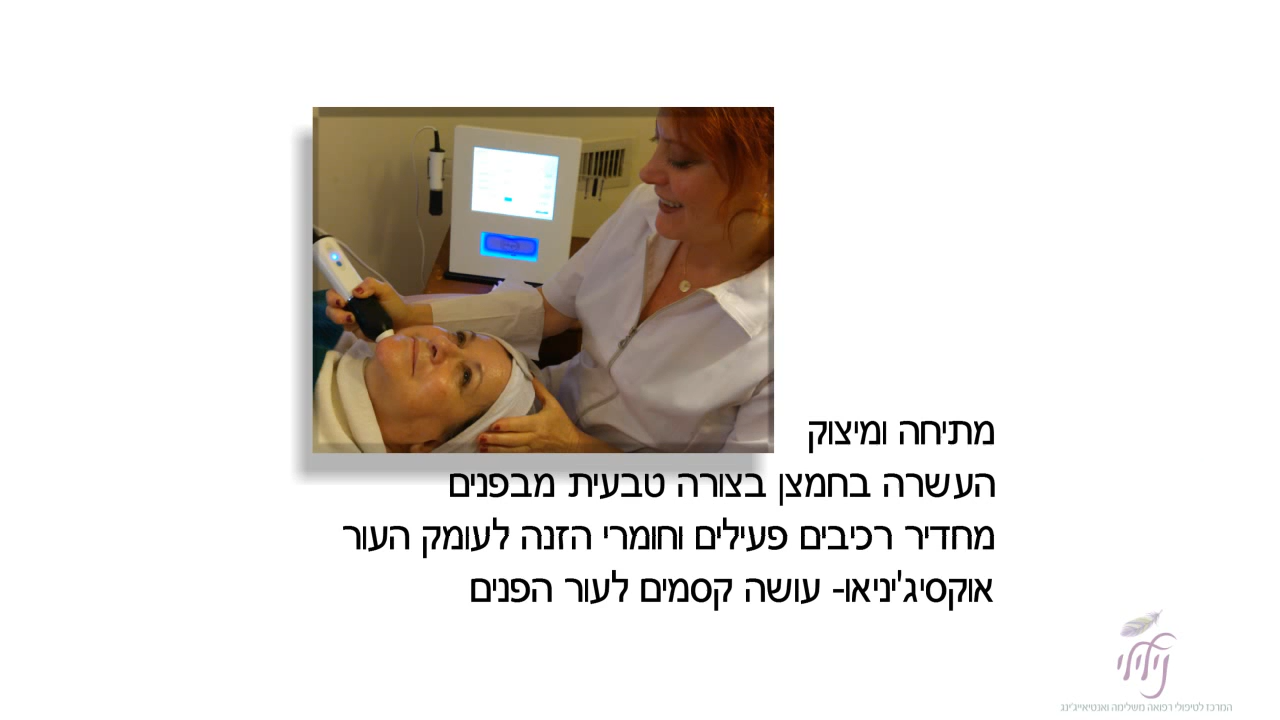 מתיחה ומיצוק
העשרה בחמצן בצורה טבעית מבפנים
מחדיר רכיבים פעילים וחומרי הזנה לעומק העור
אוקסיג'יניאו- עושה קסמים לעור הפנים
המרכז לטיפולי רפואה משלימה ואנטיאייג'ינג